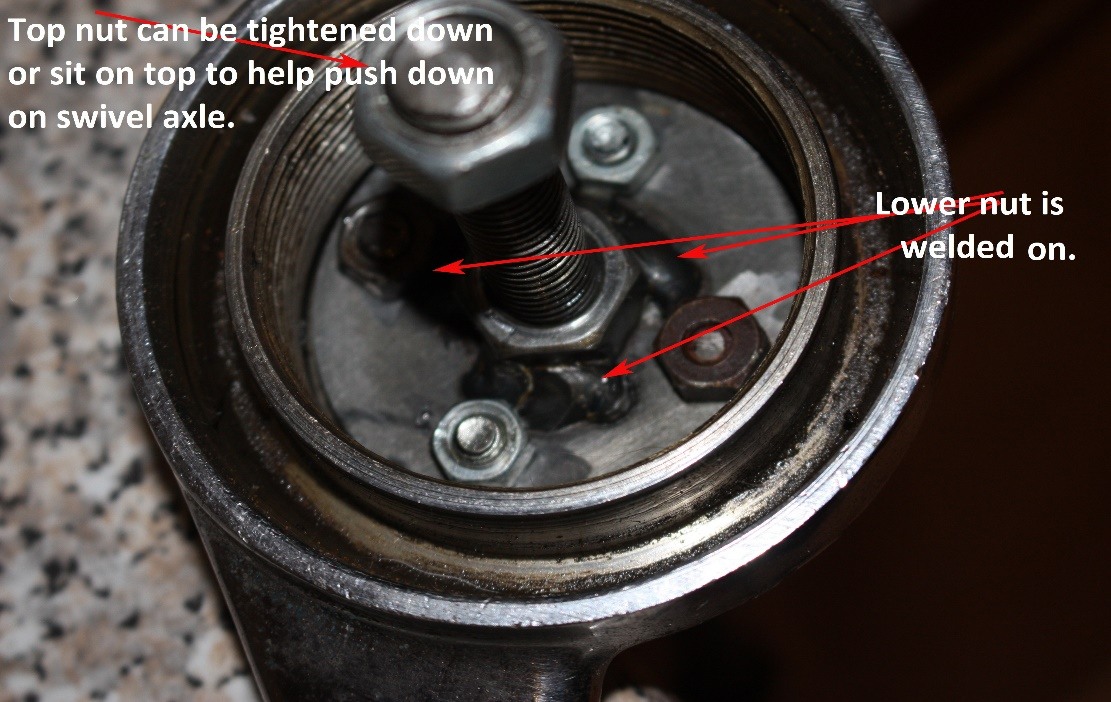 Top nut can be tightened down
or sit on top to help push down
on swivel axle.
Lower nut is
welded on.